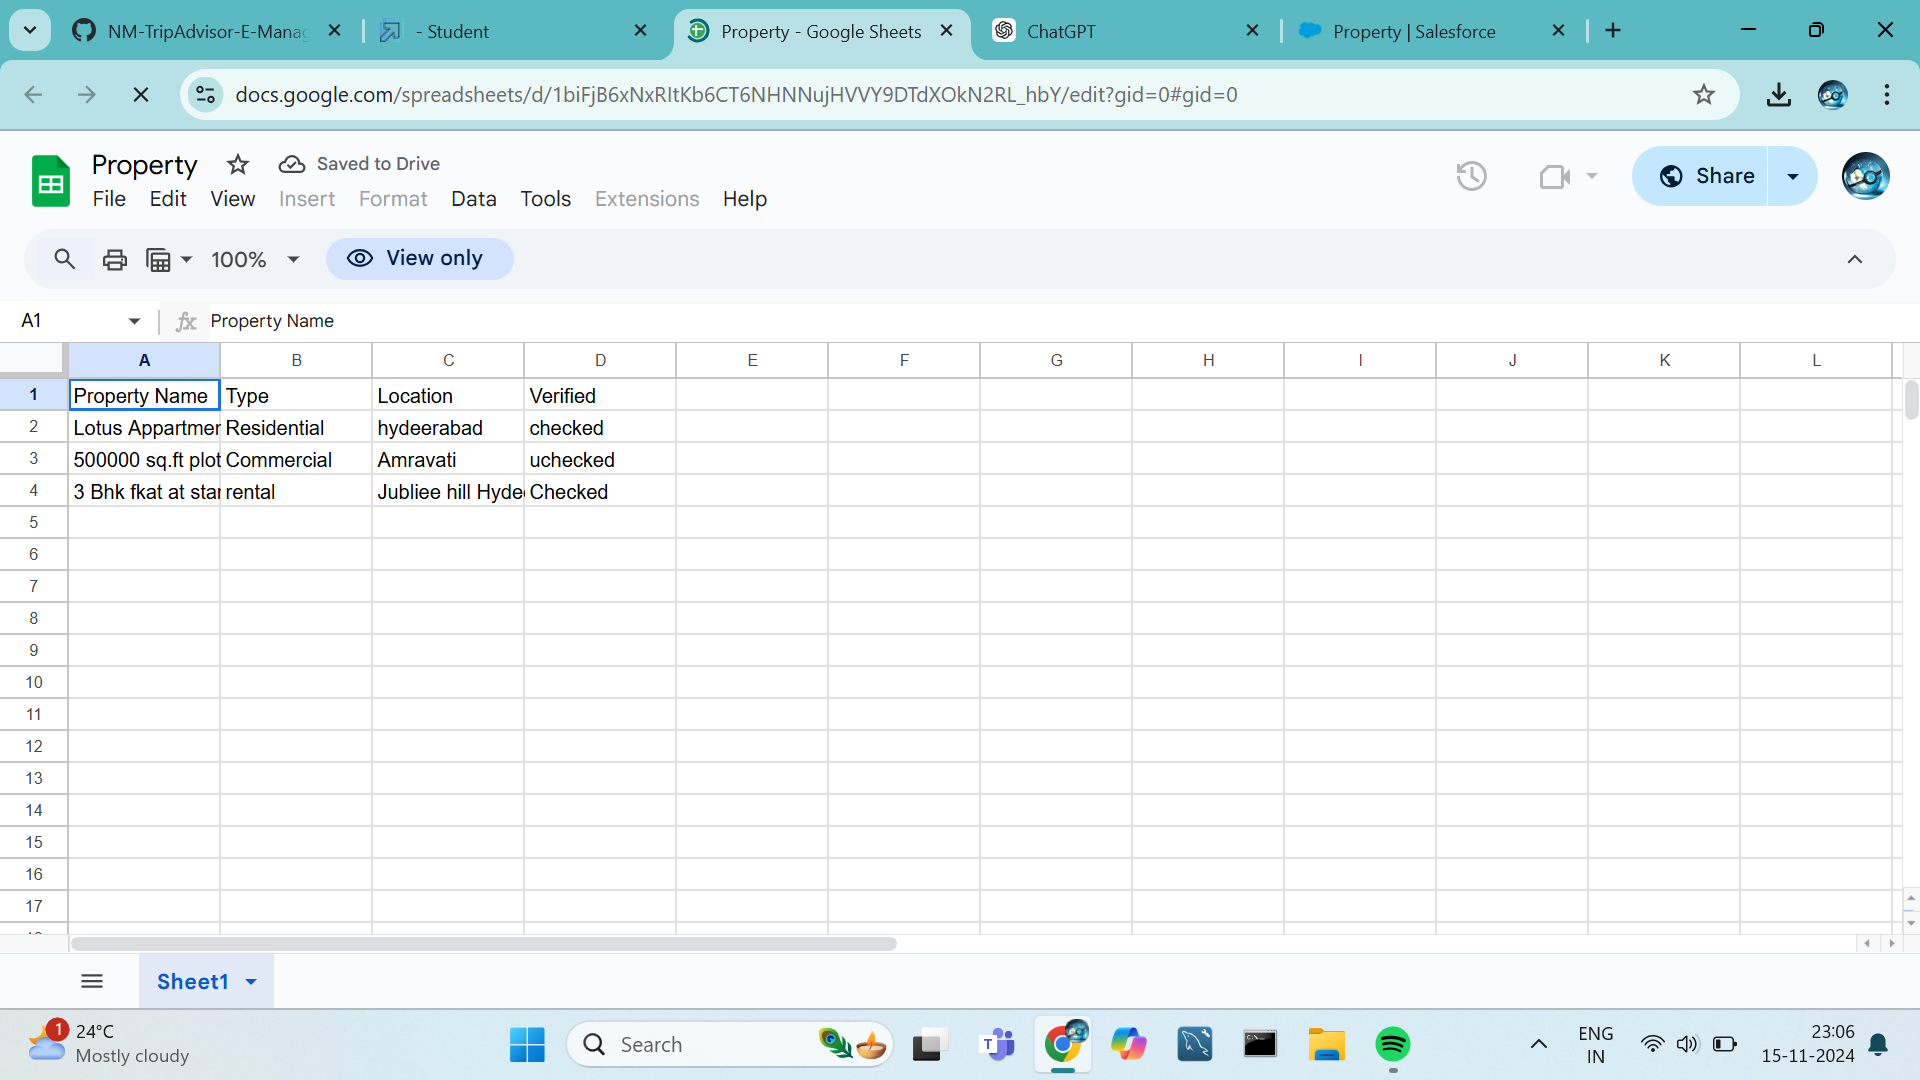 NM-TripAdvisor-E-Manag
- Student
Property - Google Sheets
ChatGPT
Property | Salesforce
docs.google.com/spreadsheets/d/1biFjB6xNxRItKb6CT6NHNNujHVVY9DTdXOkN2RL_hbY/edit?gid=0#gid=0
Property
Saved to Drive
File Edit View Insert Format Data Tools Extensions Help
Share
100%
View only
A1
Property Name
A B C D E F G H I J K L
1 Property Name Type Location Verified
2 Lotus Appartmen Residential hydeerabad checked
3 500000 sq.ft plot Commercial Amravati uchecked
4 3 Bhk fkat at star rental Jubliee hill Hydee Checked
5
6
7
8
9
10
11
12
13
14
15
16
17
Sheet1
1
24°C
Mostly cloudy
Search
ENG
IN
23:06
15-11-2024